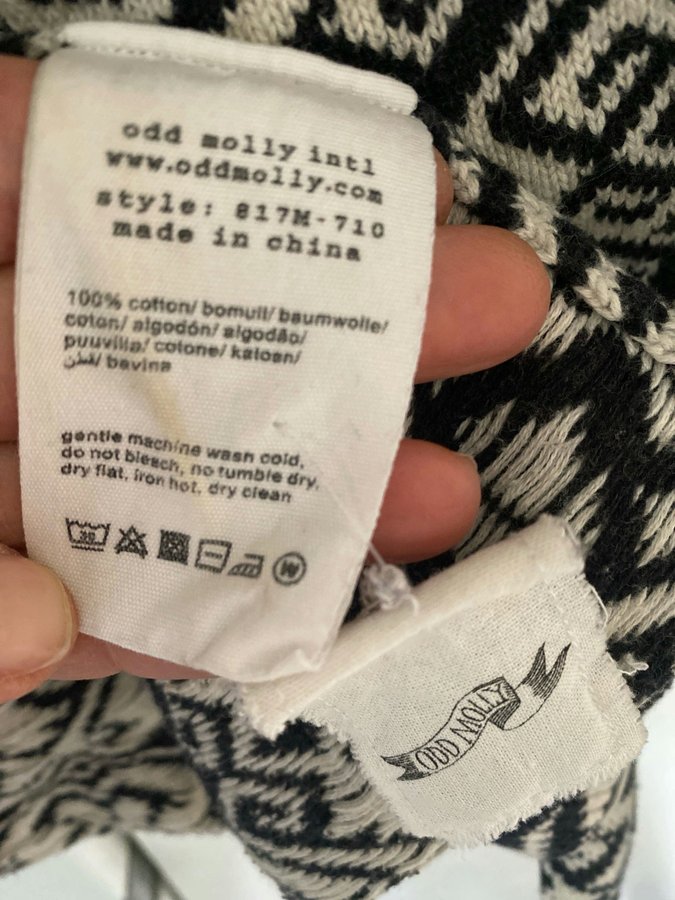 odd molly intl
www.oddmolly.com
style: 817M-710
made in china
100% cotton/ bomull/ baumwolle/
coton/ algodón/ algodão/
puuvilla/ cotone/ katoen/
قطن/ bavlna
gentle machine wash cold,
do not bleach, no tumble dry,
dry flat, iron hot, dry clean
30
ODD MOLLY